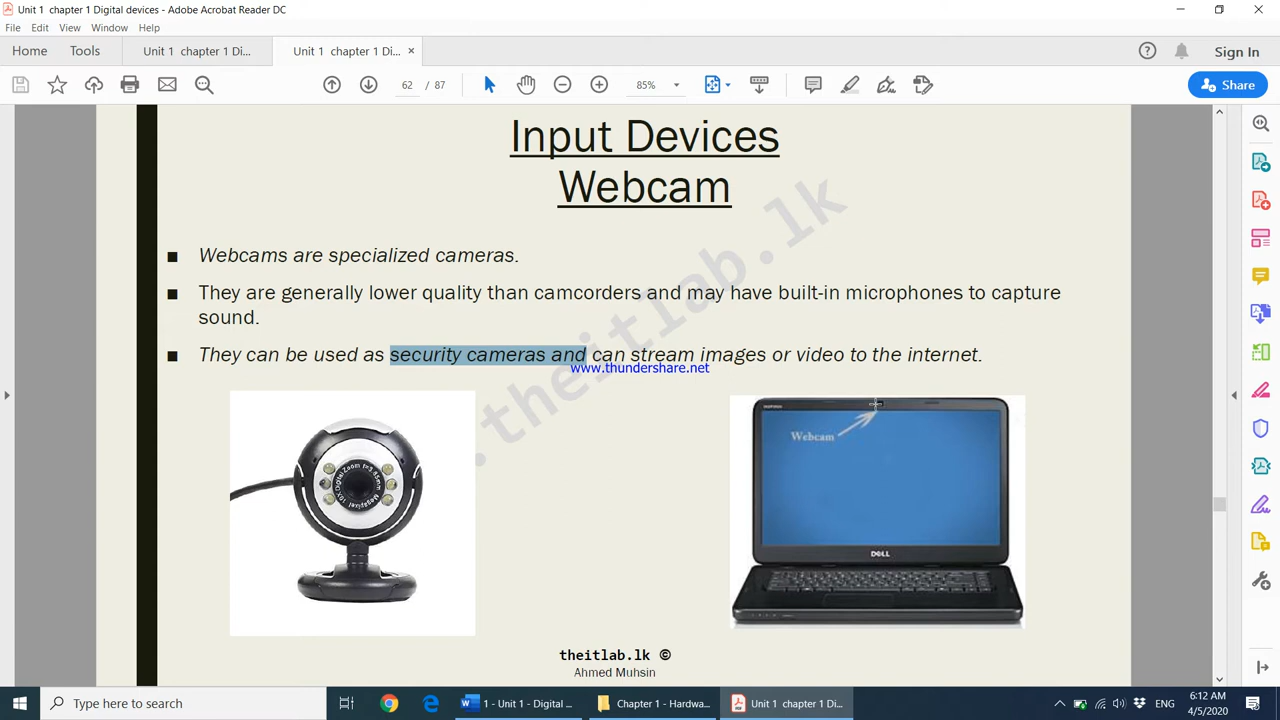 Unit 1 chapter 1 Digital devices - Adobe Acrobat Reader DC
File Edit View Window Help
Home Tools Unit 1 chapter 1 Di... Unit 1 chapter 1 Di... × Sign In
62 / 87 85% Share
Input Devices
Webcam
■ Webcams are specialized cameras.
■ They are generally lower quality than camcorders and may have built-in microphones to capture
sound.
■ They can be used as security cameras and can stream images or video to the internet.
www.thundershare.net
www.theitlab.lk
Webcam
DELL
theitlab.lk ©
Ahmed Muhsin
Type here to search
1 - Unit 1 - Digital ... Chapter 1 - Hardwa... Unit 1 chapter 1 Di...
ENG
6:12 AM
4/5/2020